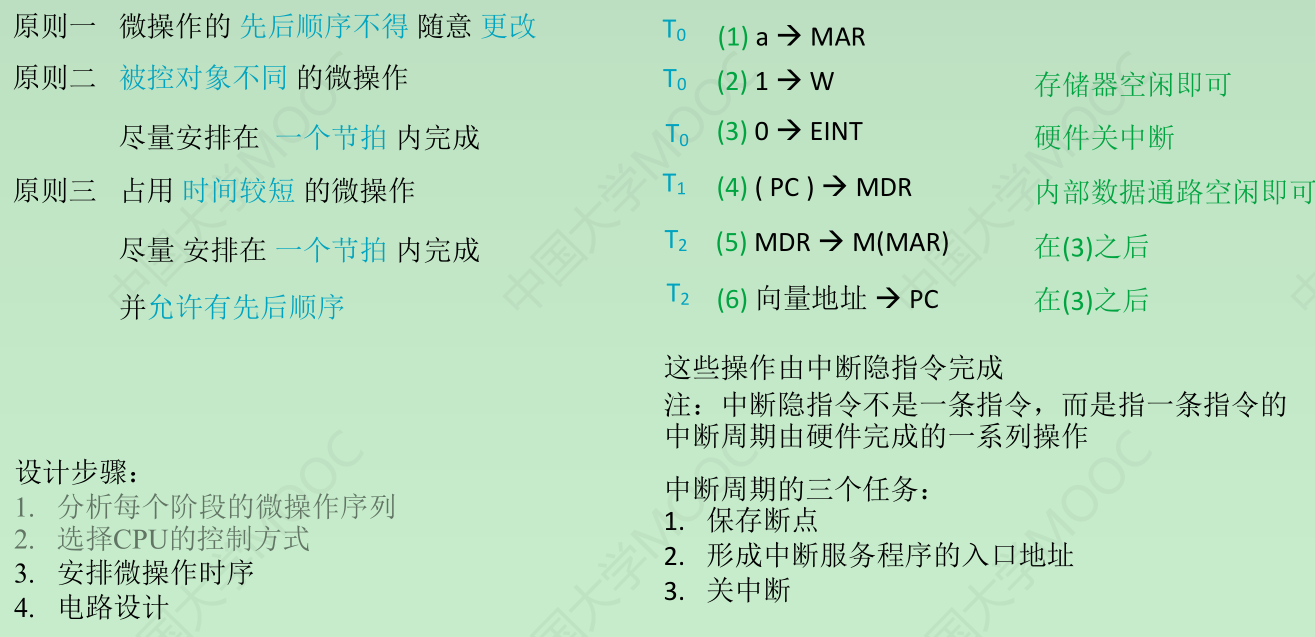 原则一 微操作的 先后顺序不得 随意 更改
原则二 被控对象不同 的微操作
尽量安排在 一个节拍 内完成
原则三 占用 时间较短 的微操作
尽量 安排在 一个节拍 内完成
并允许有先后顺序
设计步骤：
1. 分析每个阶段的微操作序列
2. 选择CPU的控制方式
3. 安排微操作时序
4. 电路设计
T₀ (1) a → MAR
T₀ (2) 1 → W 存储器空闲即可
T₀ (3) 0 → EINT 硬件关中断
T₁ (4) ( PC ) → MDR 内部数据通路空闲即可
T₂ (5) MDR → M(MAR) 在(3)之后
T₂ (6) 向量地址 → PC 在(3)之后
这些操作由中断隐指令完成
注：中断隐指令不是一条指令，而是指一条指令的
中断周期由硬件完成的一系列操作
中断周期的三个任务：
1. 保存断点
2. 形成中断服务程序的入口地址
3. 关中断
中国大学MOOC